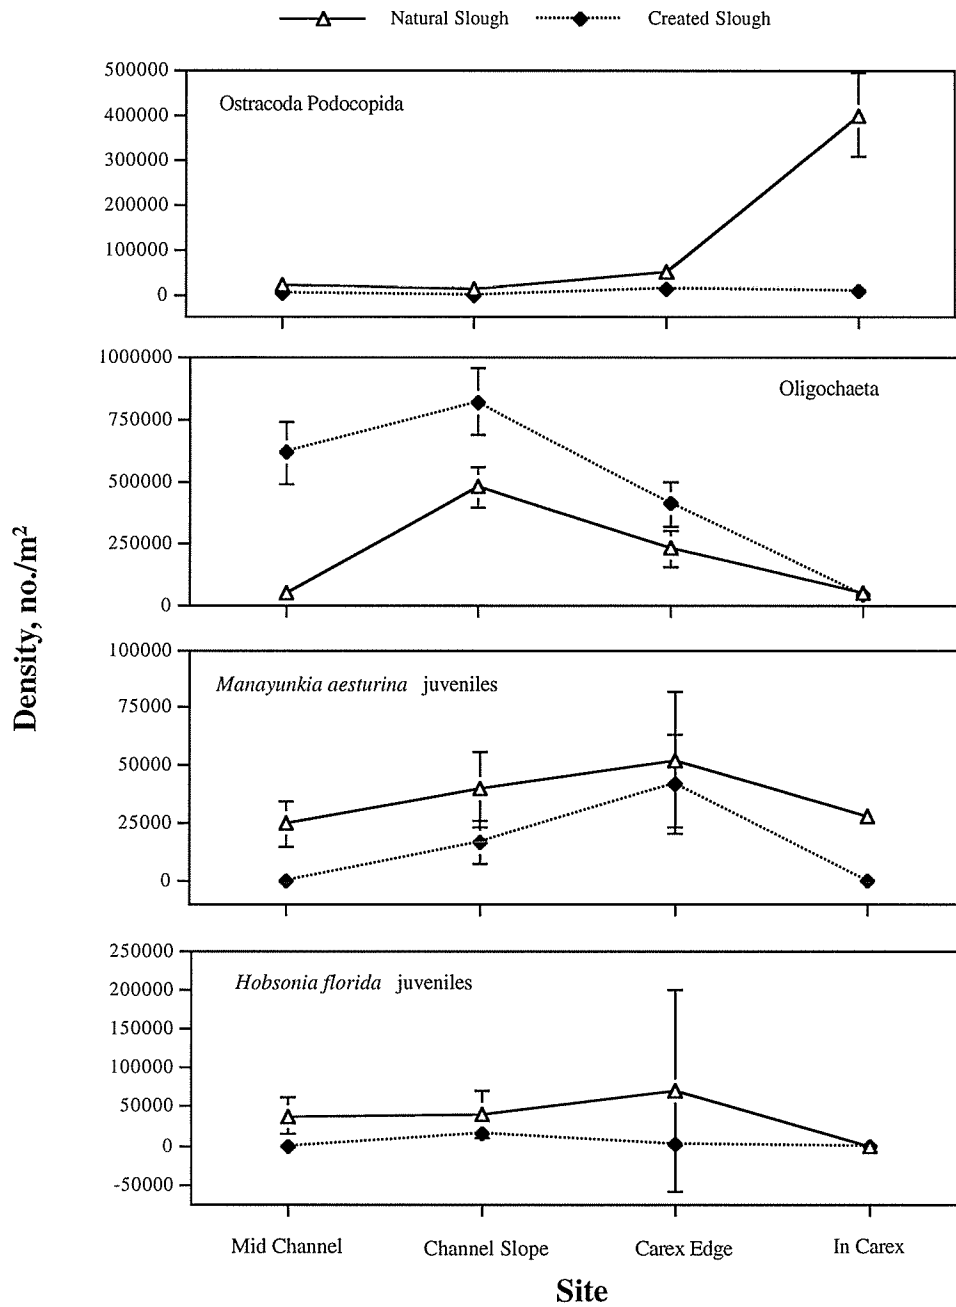 Natural Slough
Created Slough
500000
400000
300000
200000
100000
0
Ostracoda Podocopida
1000000
750000
500000
250000
0
Oligochaeta
Density, no./m²
100000
75000
50000
25000
0
Manayunkia aesturina juveniles
250000
200000
150000
100000
50000
0
-50000
Hobsonia florida juveniles
Mid Channel
Channel Slope
Carex Edge
In Carex
Site